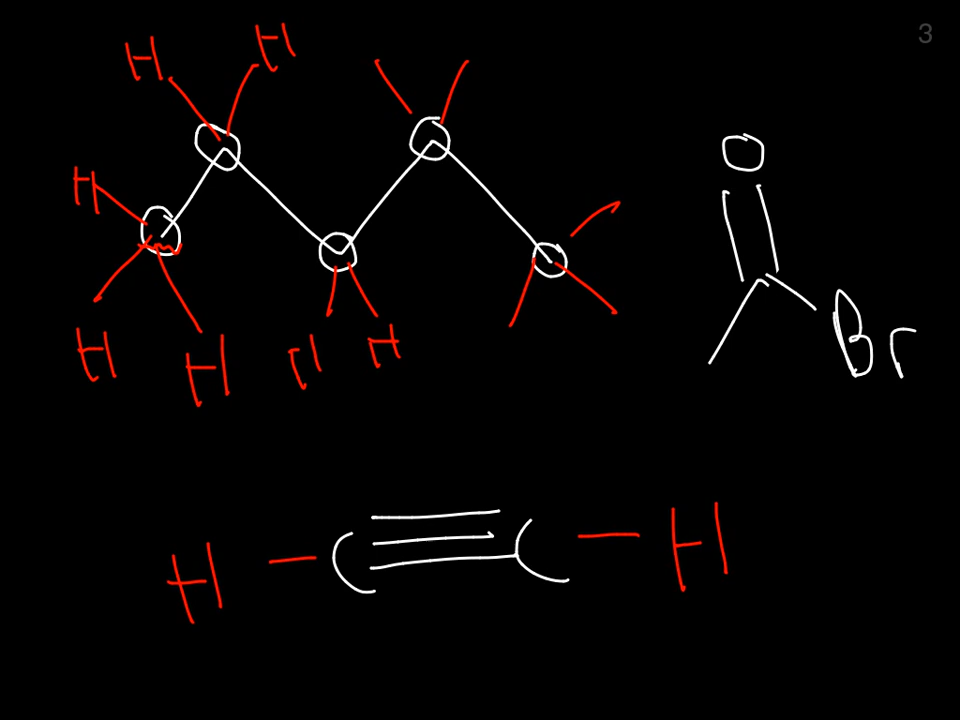 3
H H
H
H H H H
O
Br
H - C≡C - H